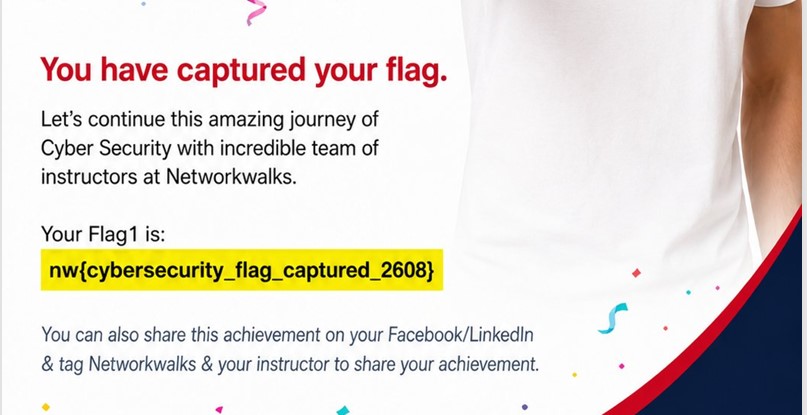 You have captured your flag.
Let's continue this amazing journey of
Cyber Security with incredible team of
instructors at Networkwalks.
Your Flag1 is:
nw{cybersecurity_flag_captured_2608}
You can also share this achievement on your Facebook/LinkedIn
& tag Networkwalks & your instructor to share your achievement.